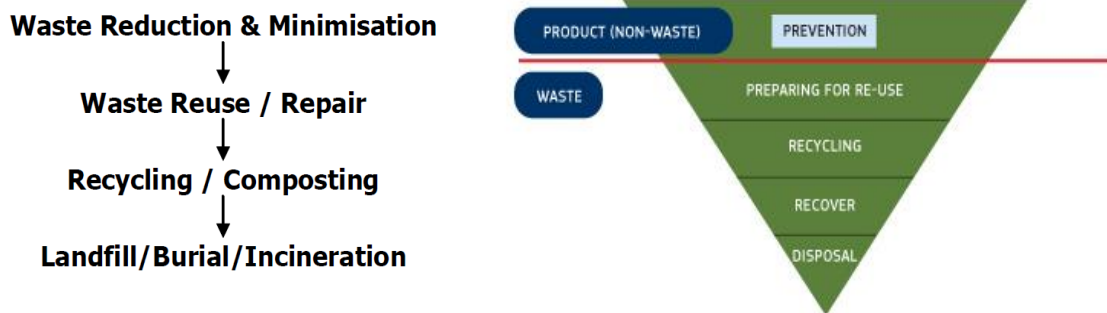 Waste Reduction & Minimisation
Waste Reuse / Repair
Recycling / Composting
Landfill/Burial/Incineration
PRODUCT (NON-WASTE)
PREVENTION
WASTE
PREPARING FOR RE-USE
RECYCLING
RECOVER
DISPOSAL